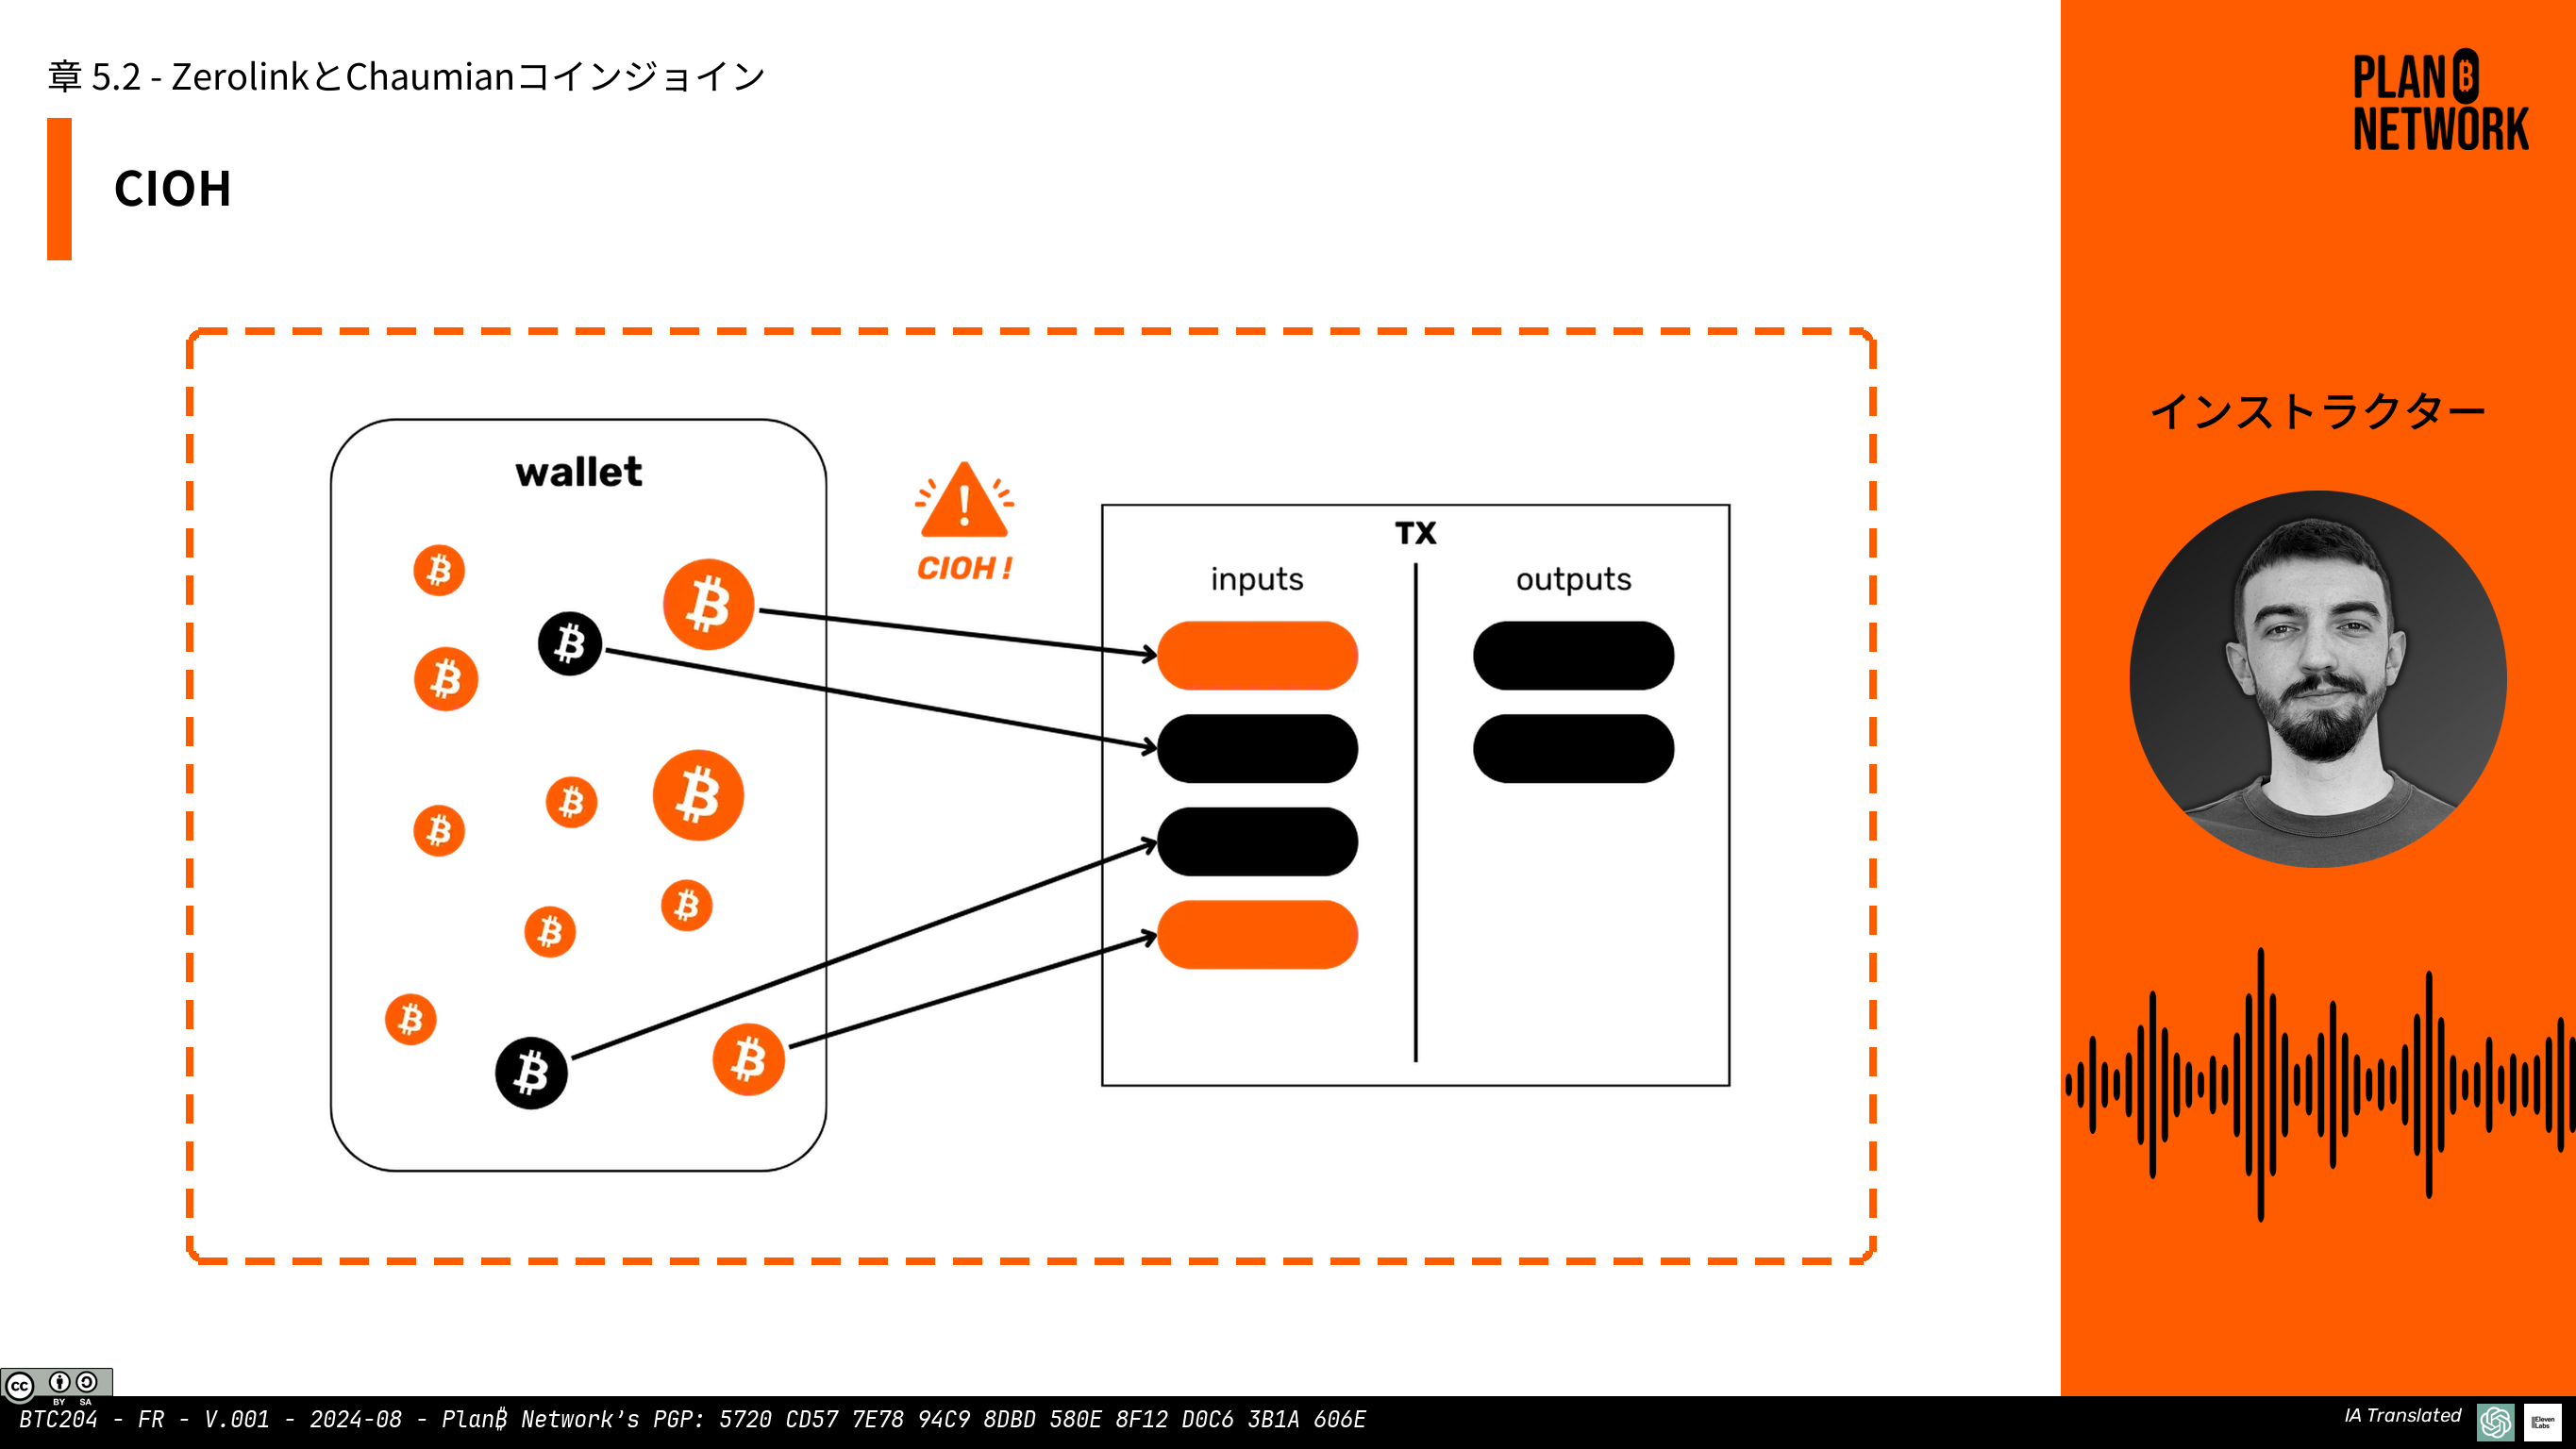 章 5.2 - ZerolinkとChaumianコインジョイン
CIOH
PLAN ₿
NETWORK
インストラクター
wallet
CIOH !
TX
inputs
outputs
BY SA
BTC204 - FR - V.001 - 2024-08 - Plan₿ Network's PGP: 5720 CD57 7E78 94C9 8DBD 580E 8F12 D0C6 3B1A 606E
IA Translated
ElevenLabs